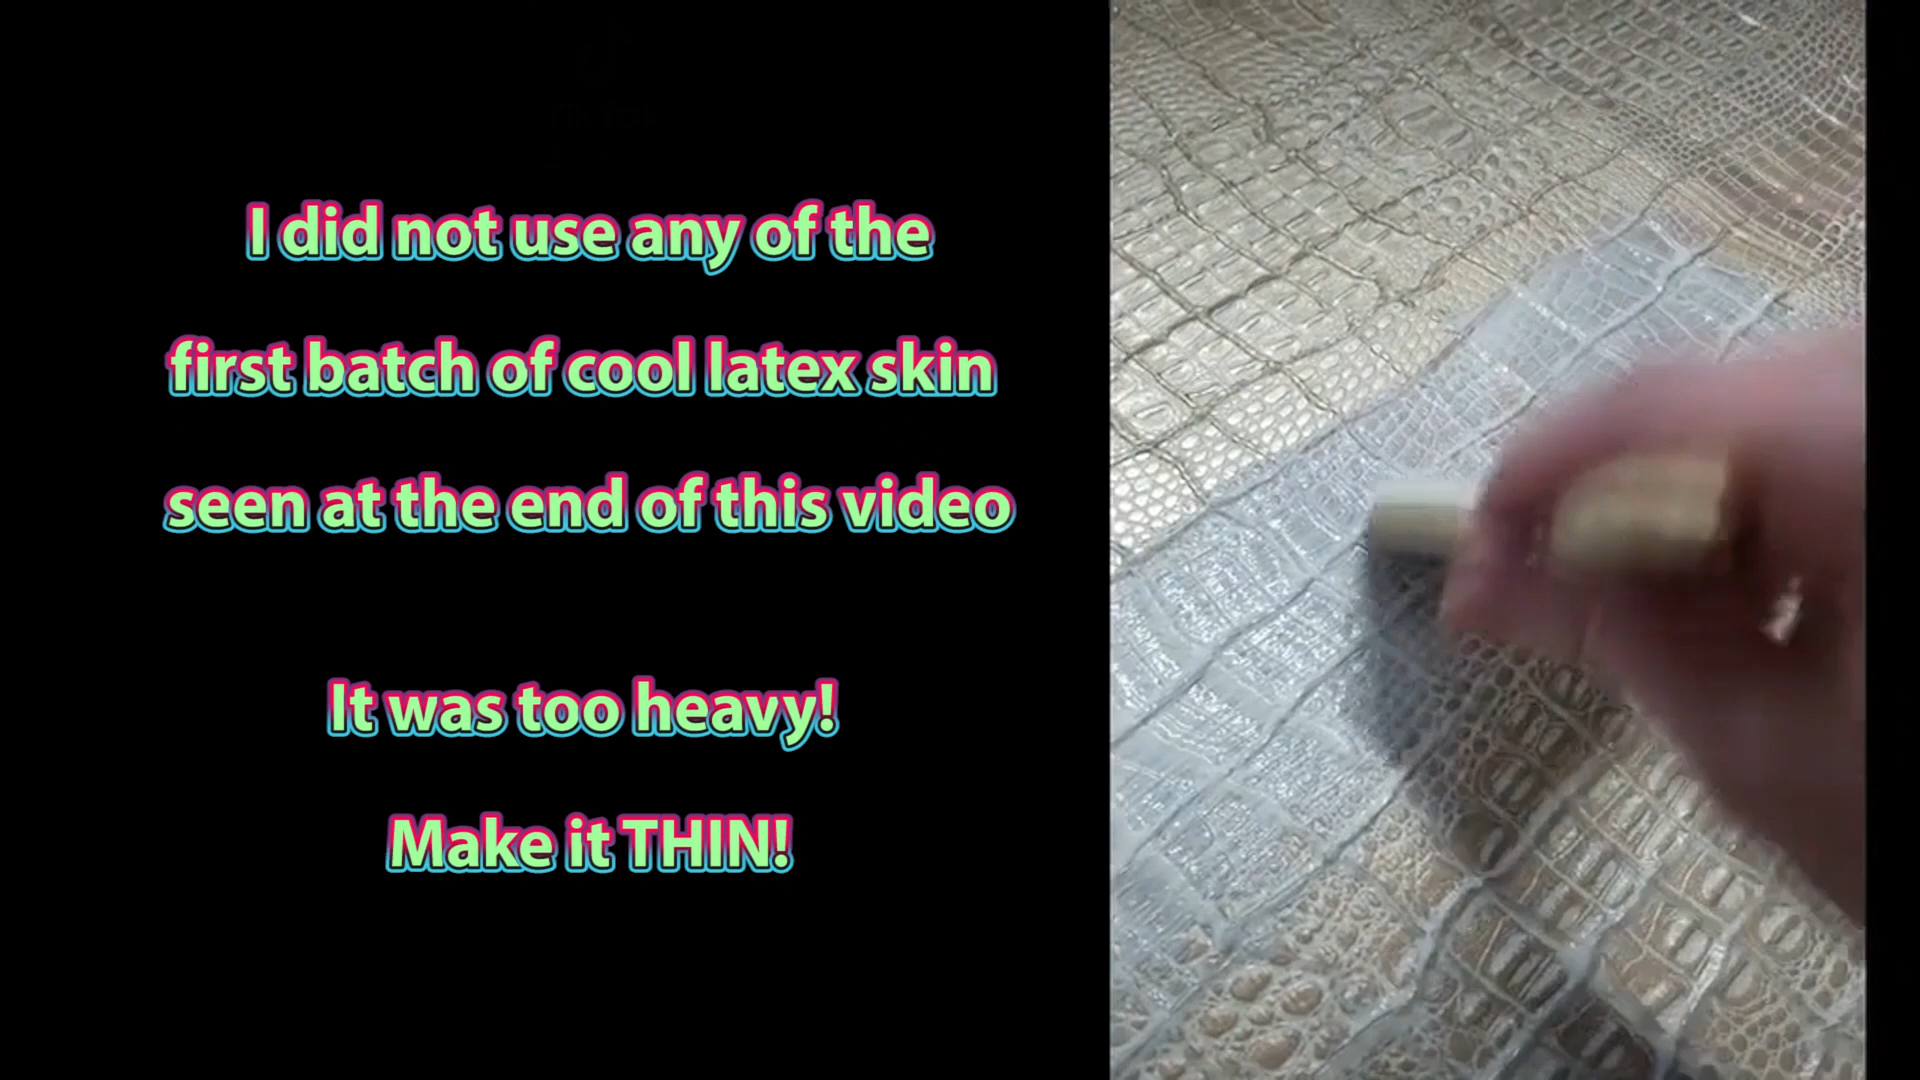 I did not use any of the
first batch of cool latex skin
seen at the end of this video
It was too heavy!
Make it THIN!